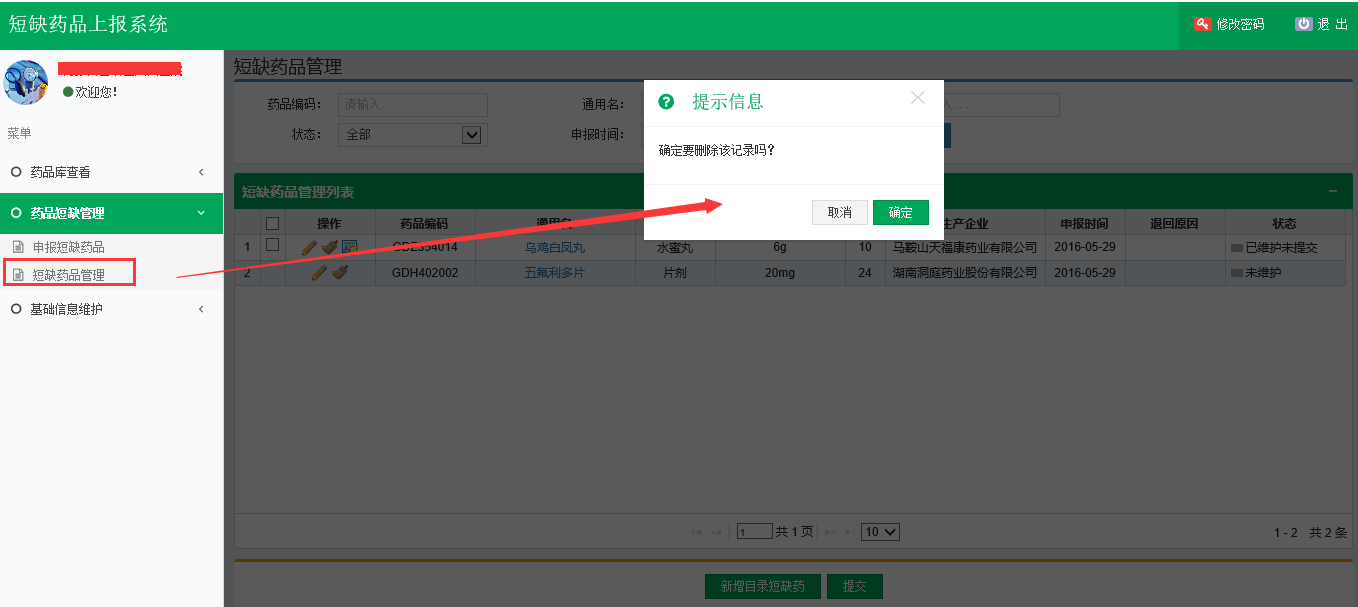 短缺药品上报系统
修改密码
退 出
欢迎您!
菜单
药品库查看
药品短缺管理
申报短缺药品
短缺药品管理
基础信息维护
短缺药品管理
药品编码: 请输入... 通用名:
状态: 全部 申报时间:
提示信息
确定要删除该记录吗?
取消 确定
短缺药品管理列表
操作 药品编码 通用名 生产企业 申报时间 退回原因 状态
1 乌鸡白凤丸 水蜜丸 6g 10 马鞍山天福康药业有限公司 2016-05-29 已维护未提交
2 GDH402002 五氟利多片 片剂 20mg 24 湖南洞庭药业股份有限公司 2016-05-29 未维护
1 共 1 页 10
1 - 2 共 2 条
新增目录短缺药 提交